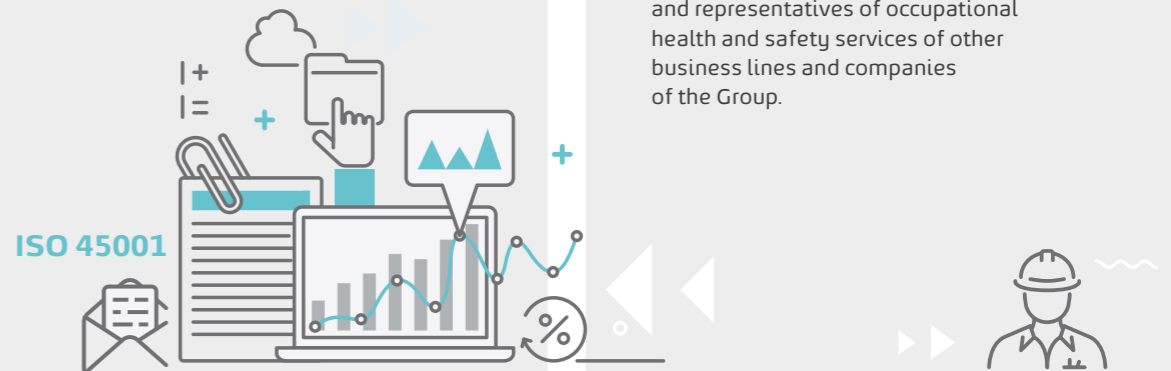 and representatives of occupational
health and safety services of other
business lines and companies
of the Group.
ISO 45001
%